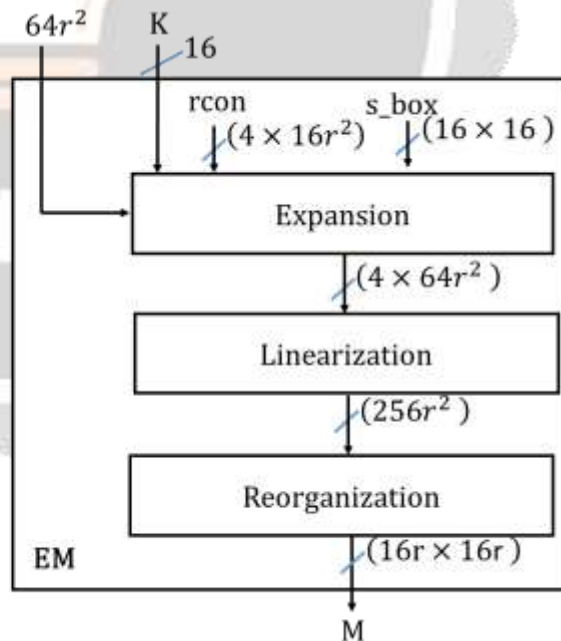 64r² K
16
rcon s_box
(4 × 16r²) (16 × 16 )
Expansion
(4 × 64r² )
Linearization
(256r² )
Reorganization
(16r × 16r)
EM
M